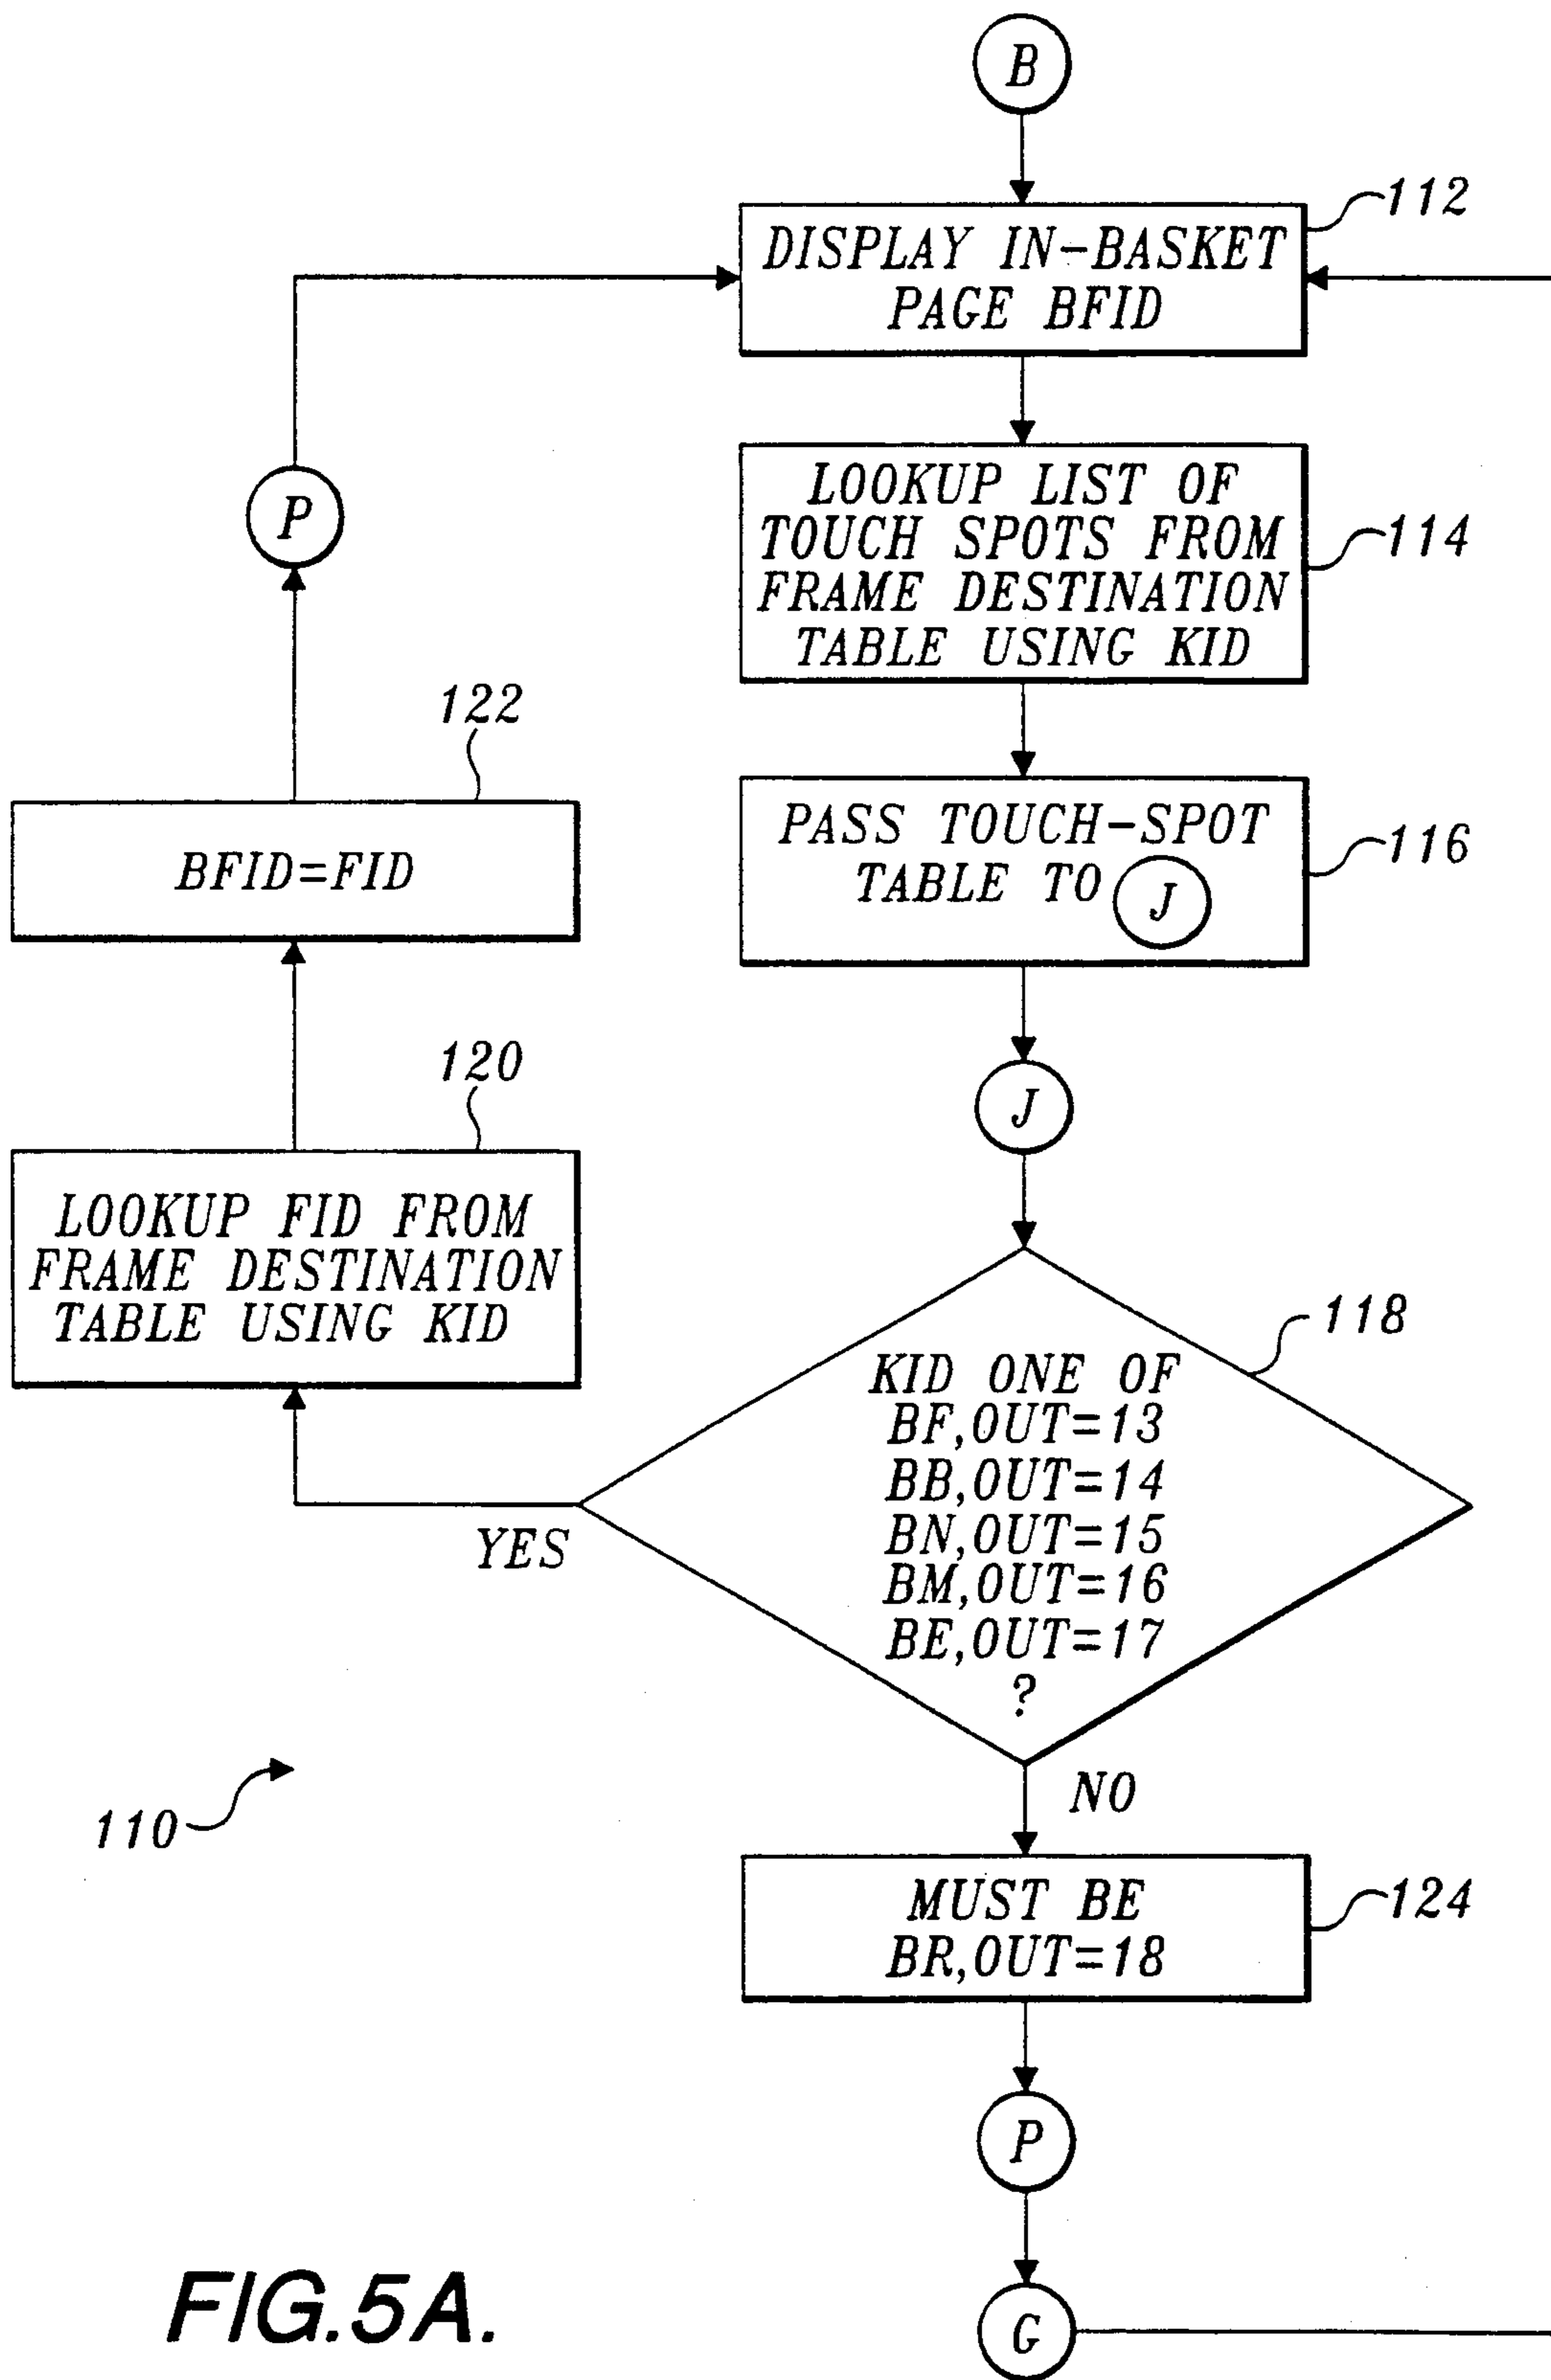 B
112
DISPLAY IN-BASKET
PAGE BFID
P
LOOKUP LIST OF
TOUCH SPOTS FROM
FRAME DESTINATION
TABLE USING KID
114
122
BFID=FID
PASS TOUCH-SPOT
TABLE TO J
116
J
120
LOOKUP FID FROM
FRAME DESTINATION
TABLE USING KID
118
KID ONE OF
BF,OUT=13
BB,OUT=14
BN,OUT=15
BM,OUT=16
BE,OUT=17
?
YES
NO
110
MUST BE
BR,OUT=18
124
P
G
FIG.5A.